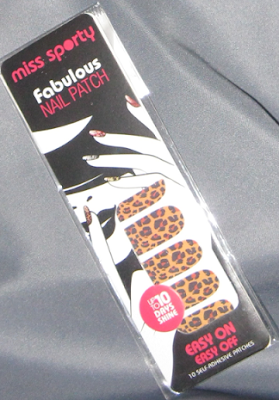 miss sporty
fabulous
NAIL PATCH
UP TO 10
DAYS
SHINE
EASY ON
EASY OFF
10 SELF-ADHESIVE PATCHES